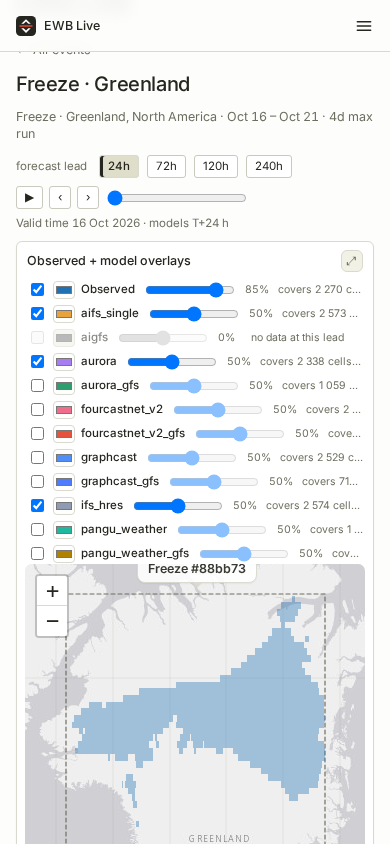 EWB Live
Freeze · Greenland
Freeze · Greenland, North America · Oct 16 – Oct 21 · 4d max
run
forecast lead 24h 72h 120h 240h
Valid time 16 Oct 2026 · models T+24 h
Observed + model overlays
Observed 85% covers 2 270 c...
aifs_single 50% covers 2 573 ...
aigfs 0% no data at this lead
aurora 50% covers 2 338 cells...
aurora_gfs 50% covers 1 059 ...
fourcastnet_v2 50% covers 2 ...
fourcastnet_v2_gfs 50% cove...
graphcast 50% covers 2 529 c...
graphcast_gfs 50% covers 71...
ifs_hres 50% covers 2 574 cell...
pangu_weather 50% covers 1 ...
pangu_weather_gfs 50% cov...
Freeze #88bb73
+
−
GREENLAND